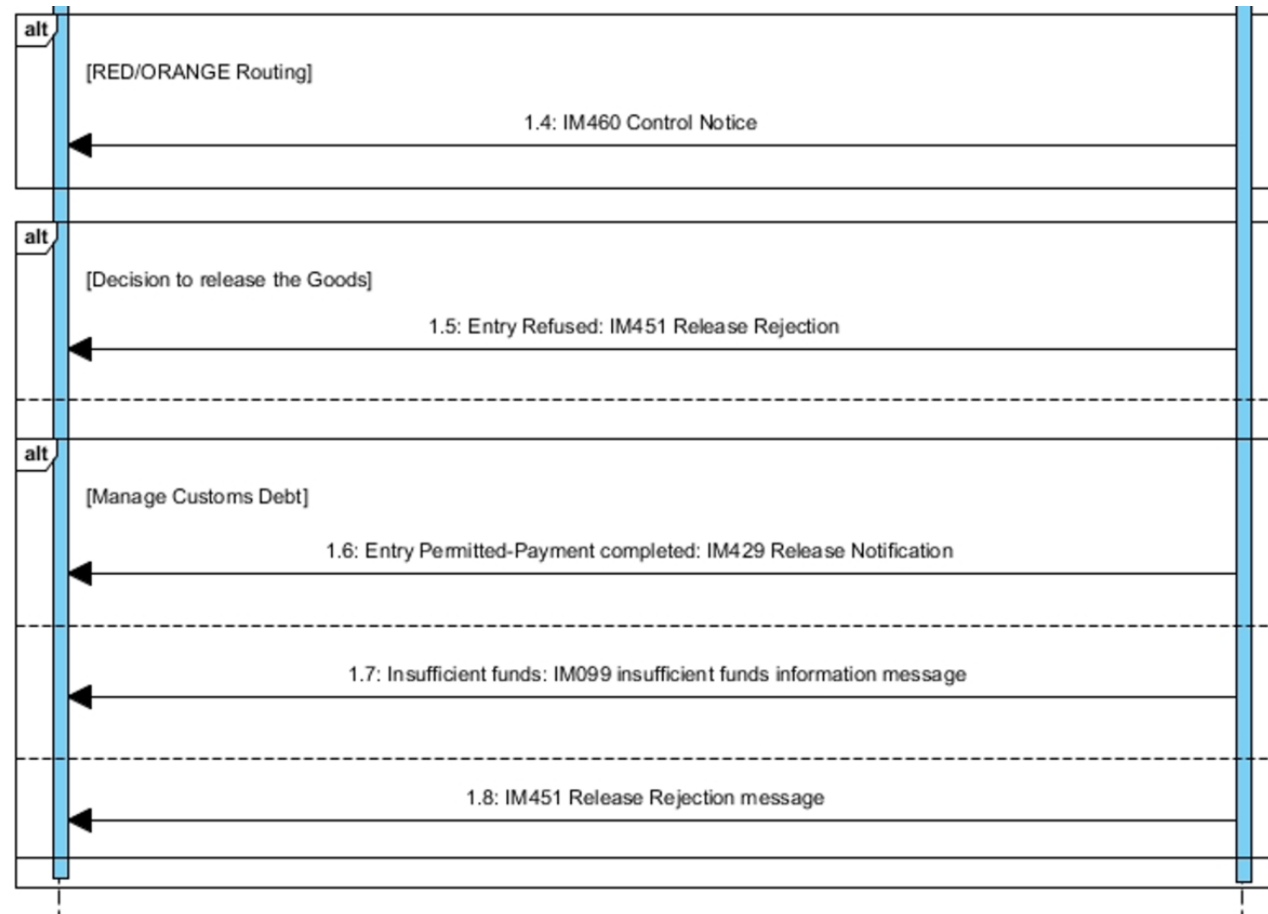 alt
[RED/ORANGE Routing]
1.4: IM460 Control Notice
alt
[Decision to release the Goods]
1.5: Entry Refused: IM451 Release Rejection
alt
[Manage Customs Debt]
1.6: Entry Permitted-Payment completed: IM429 Release Notification
1.7: Insufficient funds: IM099 insufficient funds information message
1.8: IM451 Release Rejection message